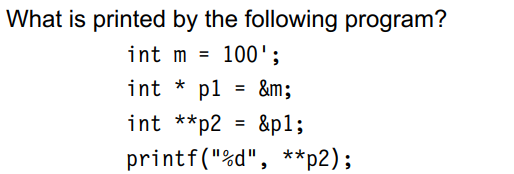 What is printed by the following program?
int m = 100';
int * p1 = &m;
int **p2 = &p1;
printf("%d", **p2);